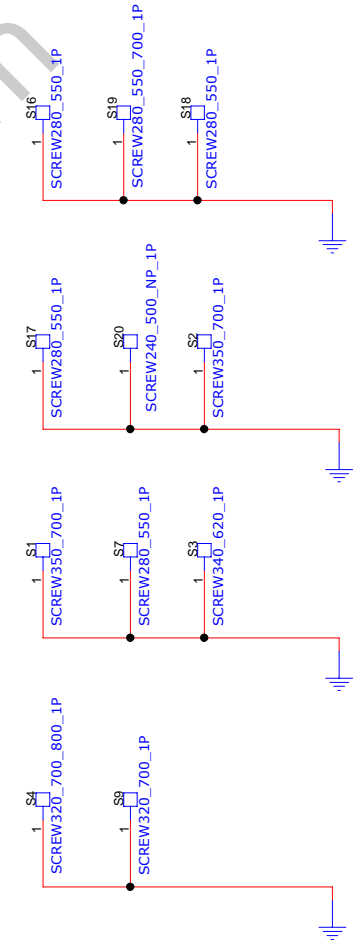 S16
1
SCREW280_550_1P
S19
1
SCREW280_550_700_1P
S18
1
SCREW280_550_1P
S17
1
SCREW280_550_1P
S20
1
SCREW240_500_NP_1P
S2
1
SCREW350_700_1P
S1
1
SCREW350_700_1P
S7
1
SCREW280_550_1P
S3
1
SCREW340_620_1P
S4
1
SCREW320_700_800_1P
S9
1
SCREW320_700_1P